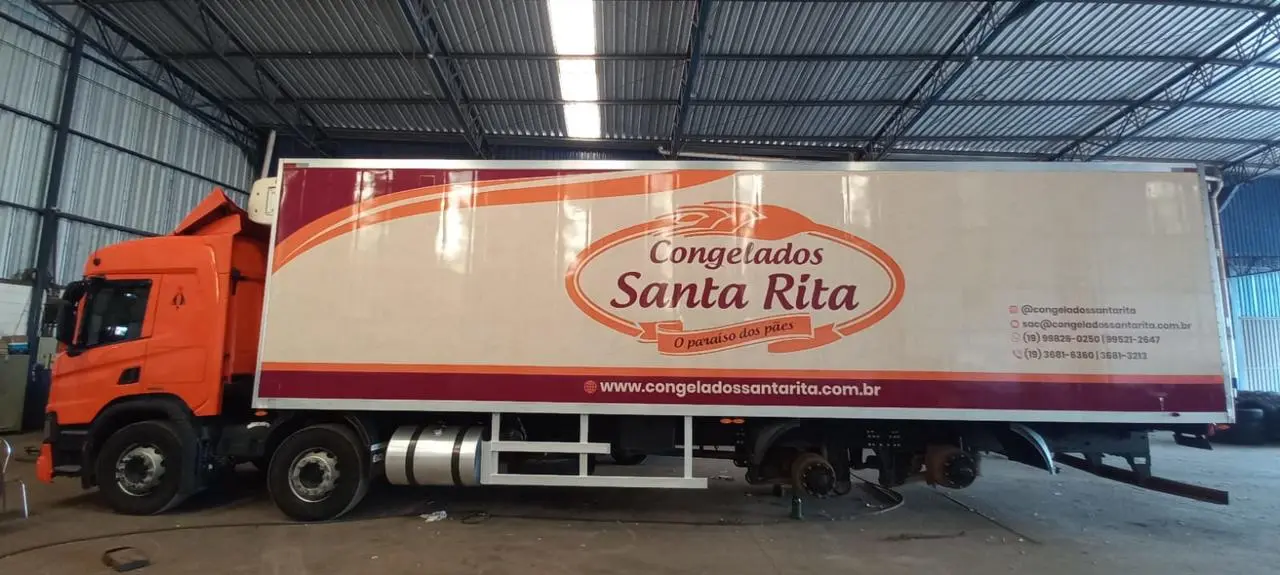 Congelados
Santa Rita
O paraíso dos pães
@congeladossantarita
sac@congeladossantarita.com.br
(19) 99828-0250 | 99521-2647
(19) 3681-6360 | 3681-3213
www.congeladossantarita.com.br